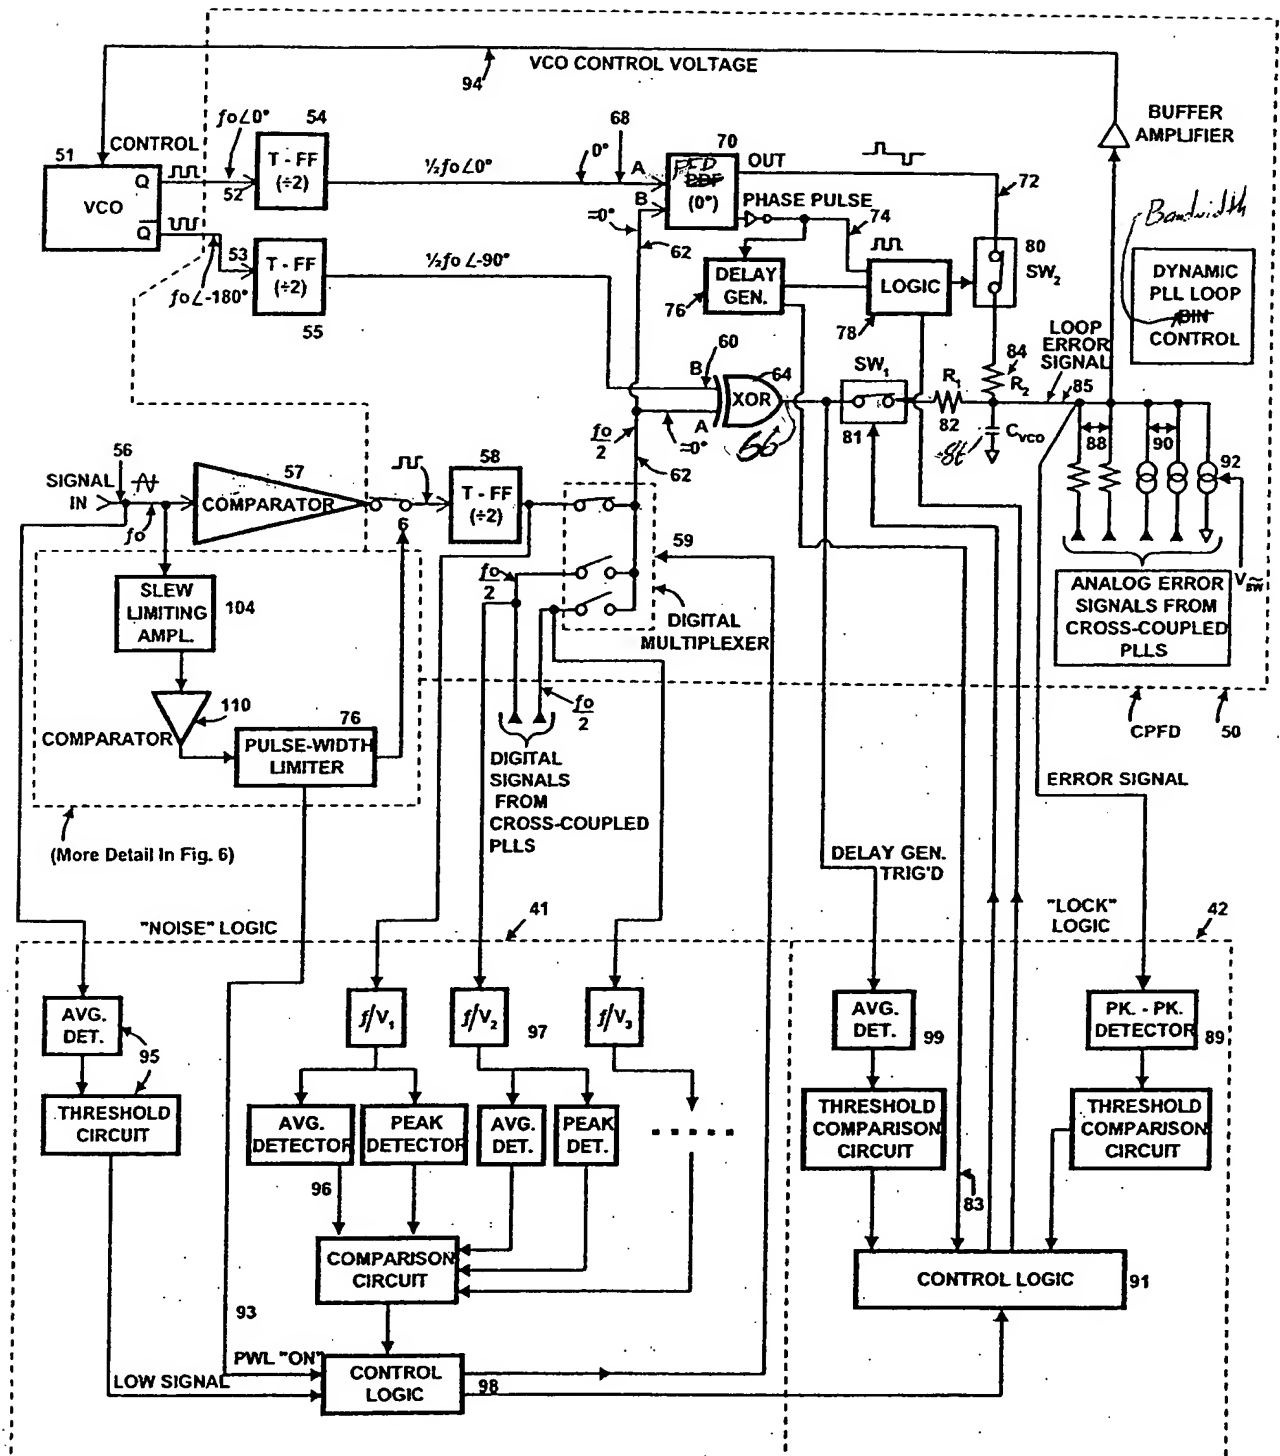 VCO CONTROL VOLTAGE
94
BUFFER
AMPLIFIER
51
CONTROL
VCO
Q
Q̅
fo∠0°
52
54
T - FF
(÷2)
½fo∠0°
53
fo∠-180°
T - FF
(÷2)
55
½fo ∠-90°
0°
68
A
B
≈0°
62
70
PFD
(0°)
OUT
PHASE PULSE
74
72
DELAY
GEN.
76
LOGIC
78
80
SW2
Bandwidth
DYNAMIC
PLL LOOP
BIN
CONTROL
LOOP
ERROR
SIGNAL
84
R2
85
60
B
A
XOR
64
66
≈0°
SW1
81
R1
82
CVCO
88
90
92
VBW
ANALOG ERROR
SIGNALS FROM
CROSS-COUPLED
PLLS
56
SIGNAL
IN
fo
57
COMPARATOR
6
58
T - FF
(÷2)
fo/2
62
59
fo/2
DIGITAL
MULTIPLEXER
fo/2
SLEW
LIMITING
AMPL.
104
110
COMPARATOR
76
PULSE-WIDTH
LIMITER
DIGITAL
SIGNALS
FROM
CROSS-COUPLED
PLLS
CPFD
50
ERROR SIGNAL
(More Detail In Fig. 6)
DELAY GEN.
TRIG'D
"NOISE" LOGIC
41
"LOCK"
LOGIC
42
AVG.
DET.
95
THRESHOLD
CIRCUIT
f/V1
f/V2
97
f/V3
AVG.
DETECTOR
PEAK
DETECTOR
AVG.
DET.
PEAK
DET.
96
COMPARISON
CIRCUIT
93
PWL "ON"
LOW SIGNAL
CONTROL
LOGIC
98
AVG.
DET.
99
PK. - PK.
DETECTOR
89
THRESHOLD
COMPARISON
CIRCUIT
THRESHOLD
COMPARISON
CIRCUIT
83
CONTROL LOGIC
91